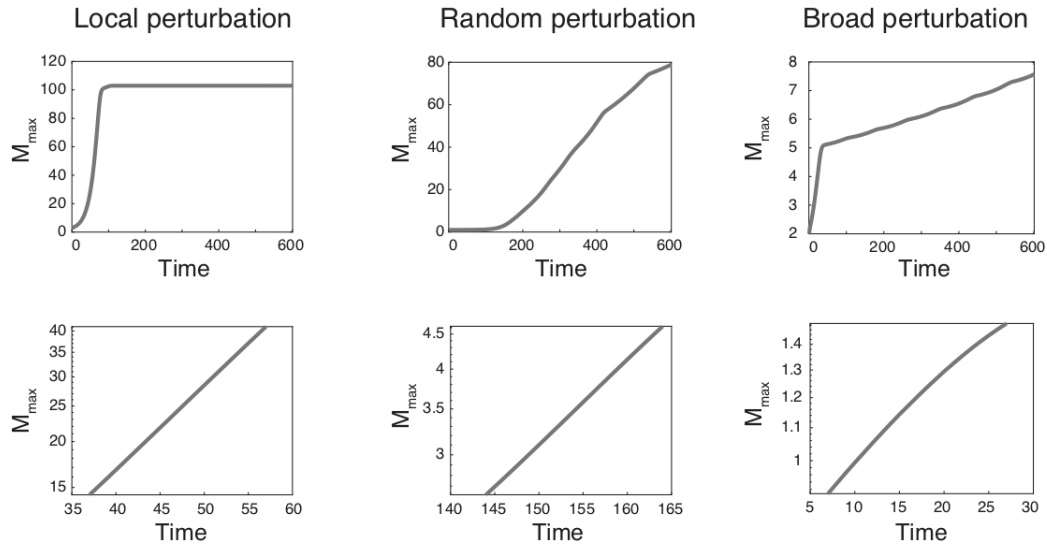 Local perturbation
Random perturbation
Broad perturbation
M_max
120
100
80
60
40
20
0
0 200 400 600
Time
M_max
80
60
40
20
0
0 200 400 600
Time
M_max
8
7
6
5
4
3
2
0 200 400 600
Time
M_max
40
35
30
25
20
15
35 40 45 50 55 60
Time
M_max
4.5
4
3.5
3
140 145 150 155 160 165
Time
M_max
1.4
1.3
1.2
1.1
1
5 10 15 20 25 30
Time